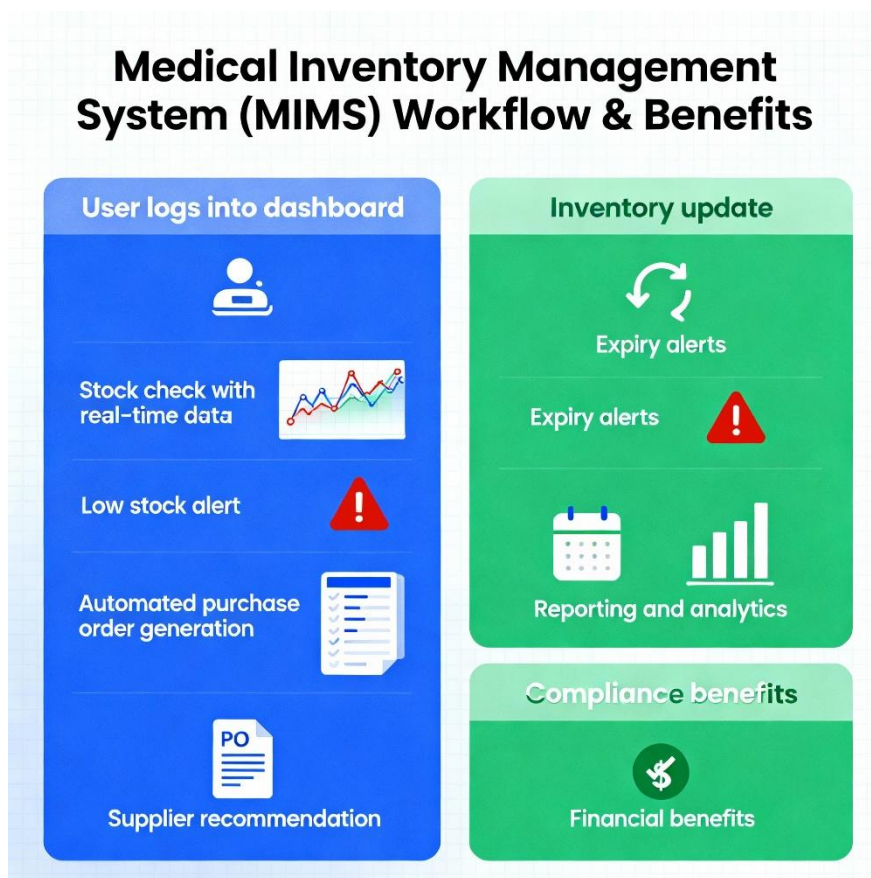 Medical Inventory Management
System (MIMS) Workflow & Benefits
User logs into dashboard
Stock check with
real-time data
Low stock alert
Automated purchase
order generation
PO
Supplier recommendation
Inventory update
Expiry alerts
Expiry alerts
Reporting and analytics
Compliance benefits
Financial benefits